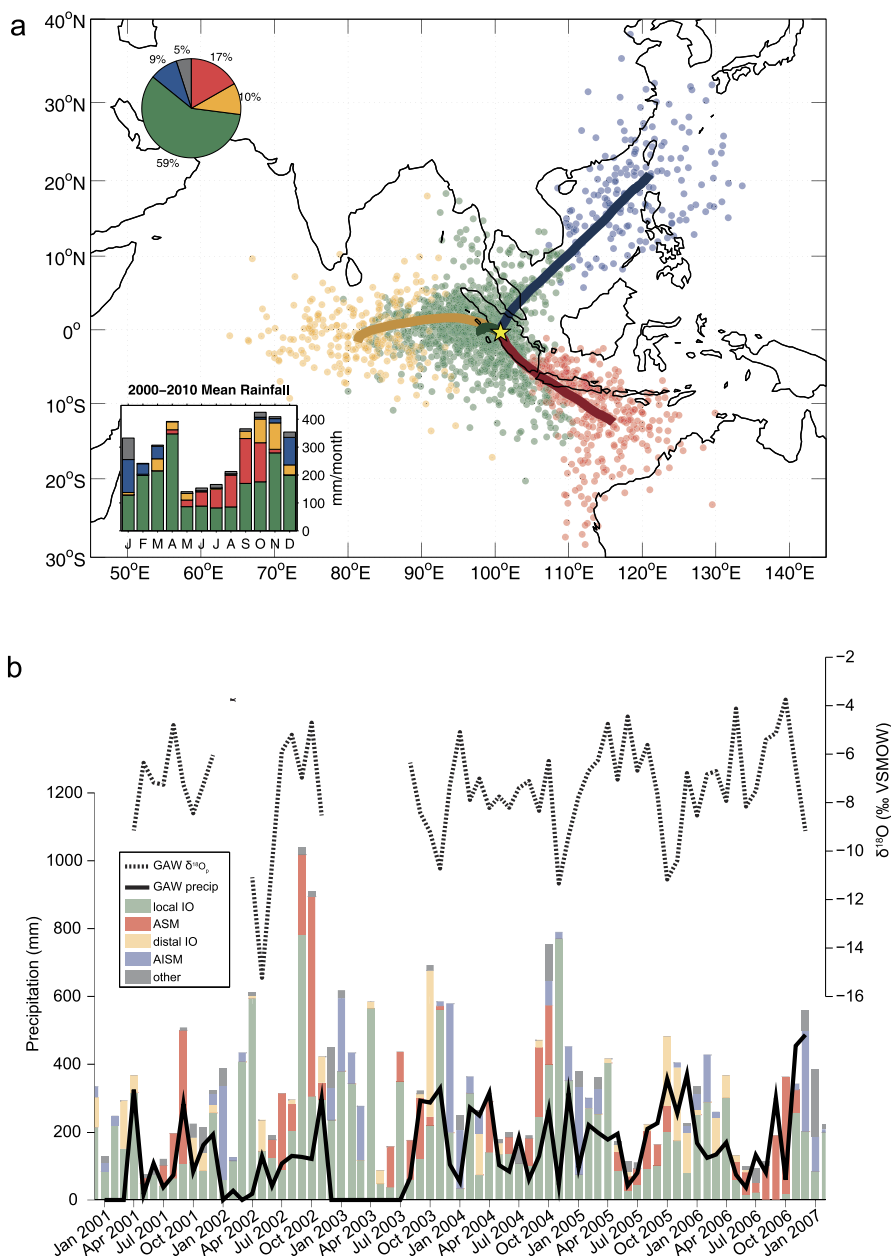 a
40°N
30°N
20°N
10°N
0°
10°S
20°S
30°S
5%
17%
9%
10%
59%
2000–2010 Mean Rainfall
400
300
200
100
0
mm/month
J F M A M J J A S O N D
50°E 60°E 70°E 80°E 90°E 100°E 110°E 120°E 130°E 140°E
b
−2
−4
−6
−8
−10
−12
−14
−16
δ¹⁸O (‰ VSMOW)
1200
1000
800
600
400
200
0
Precipitation (mm)
GAW δ¹⁸Oₚ
GAW precip
local IO
ASM
distal IO
AISM
other
Jan 2001 Apr 2001 Jul 2001 Oct 2001 Jan 2002 Apr 2002 Jul 2002 Oct 2002 Jan 2003 Apr 2003 Jul 2003 Oct 2003 Jan 2004 Apr 2004 Jul 2004 Oct 2004 Jan 2005 Apr 2005 Jul 2005 Oct 2005 Jan 2006 Apr 2006 Jul 2006 Oct 2006 Jan 2007